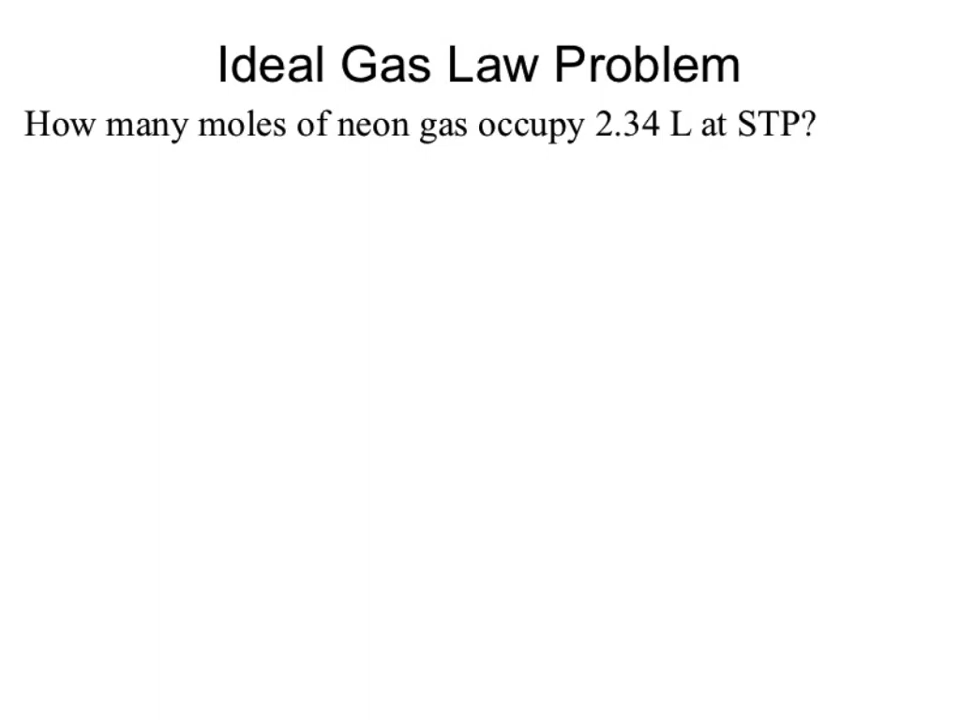 Ideal Gas Law Problem
How many moles of neon gas occupy 2.34 L at STP?